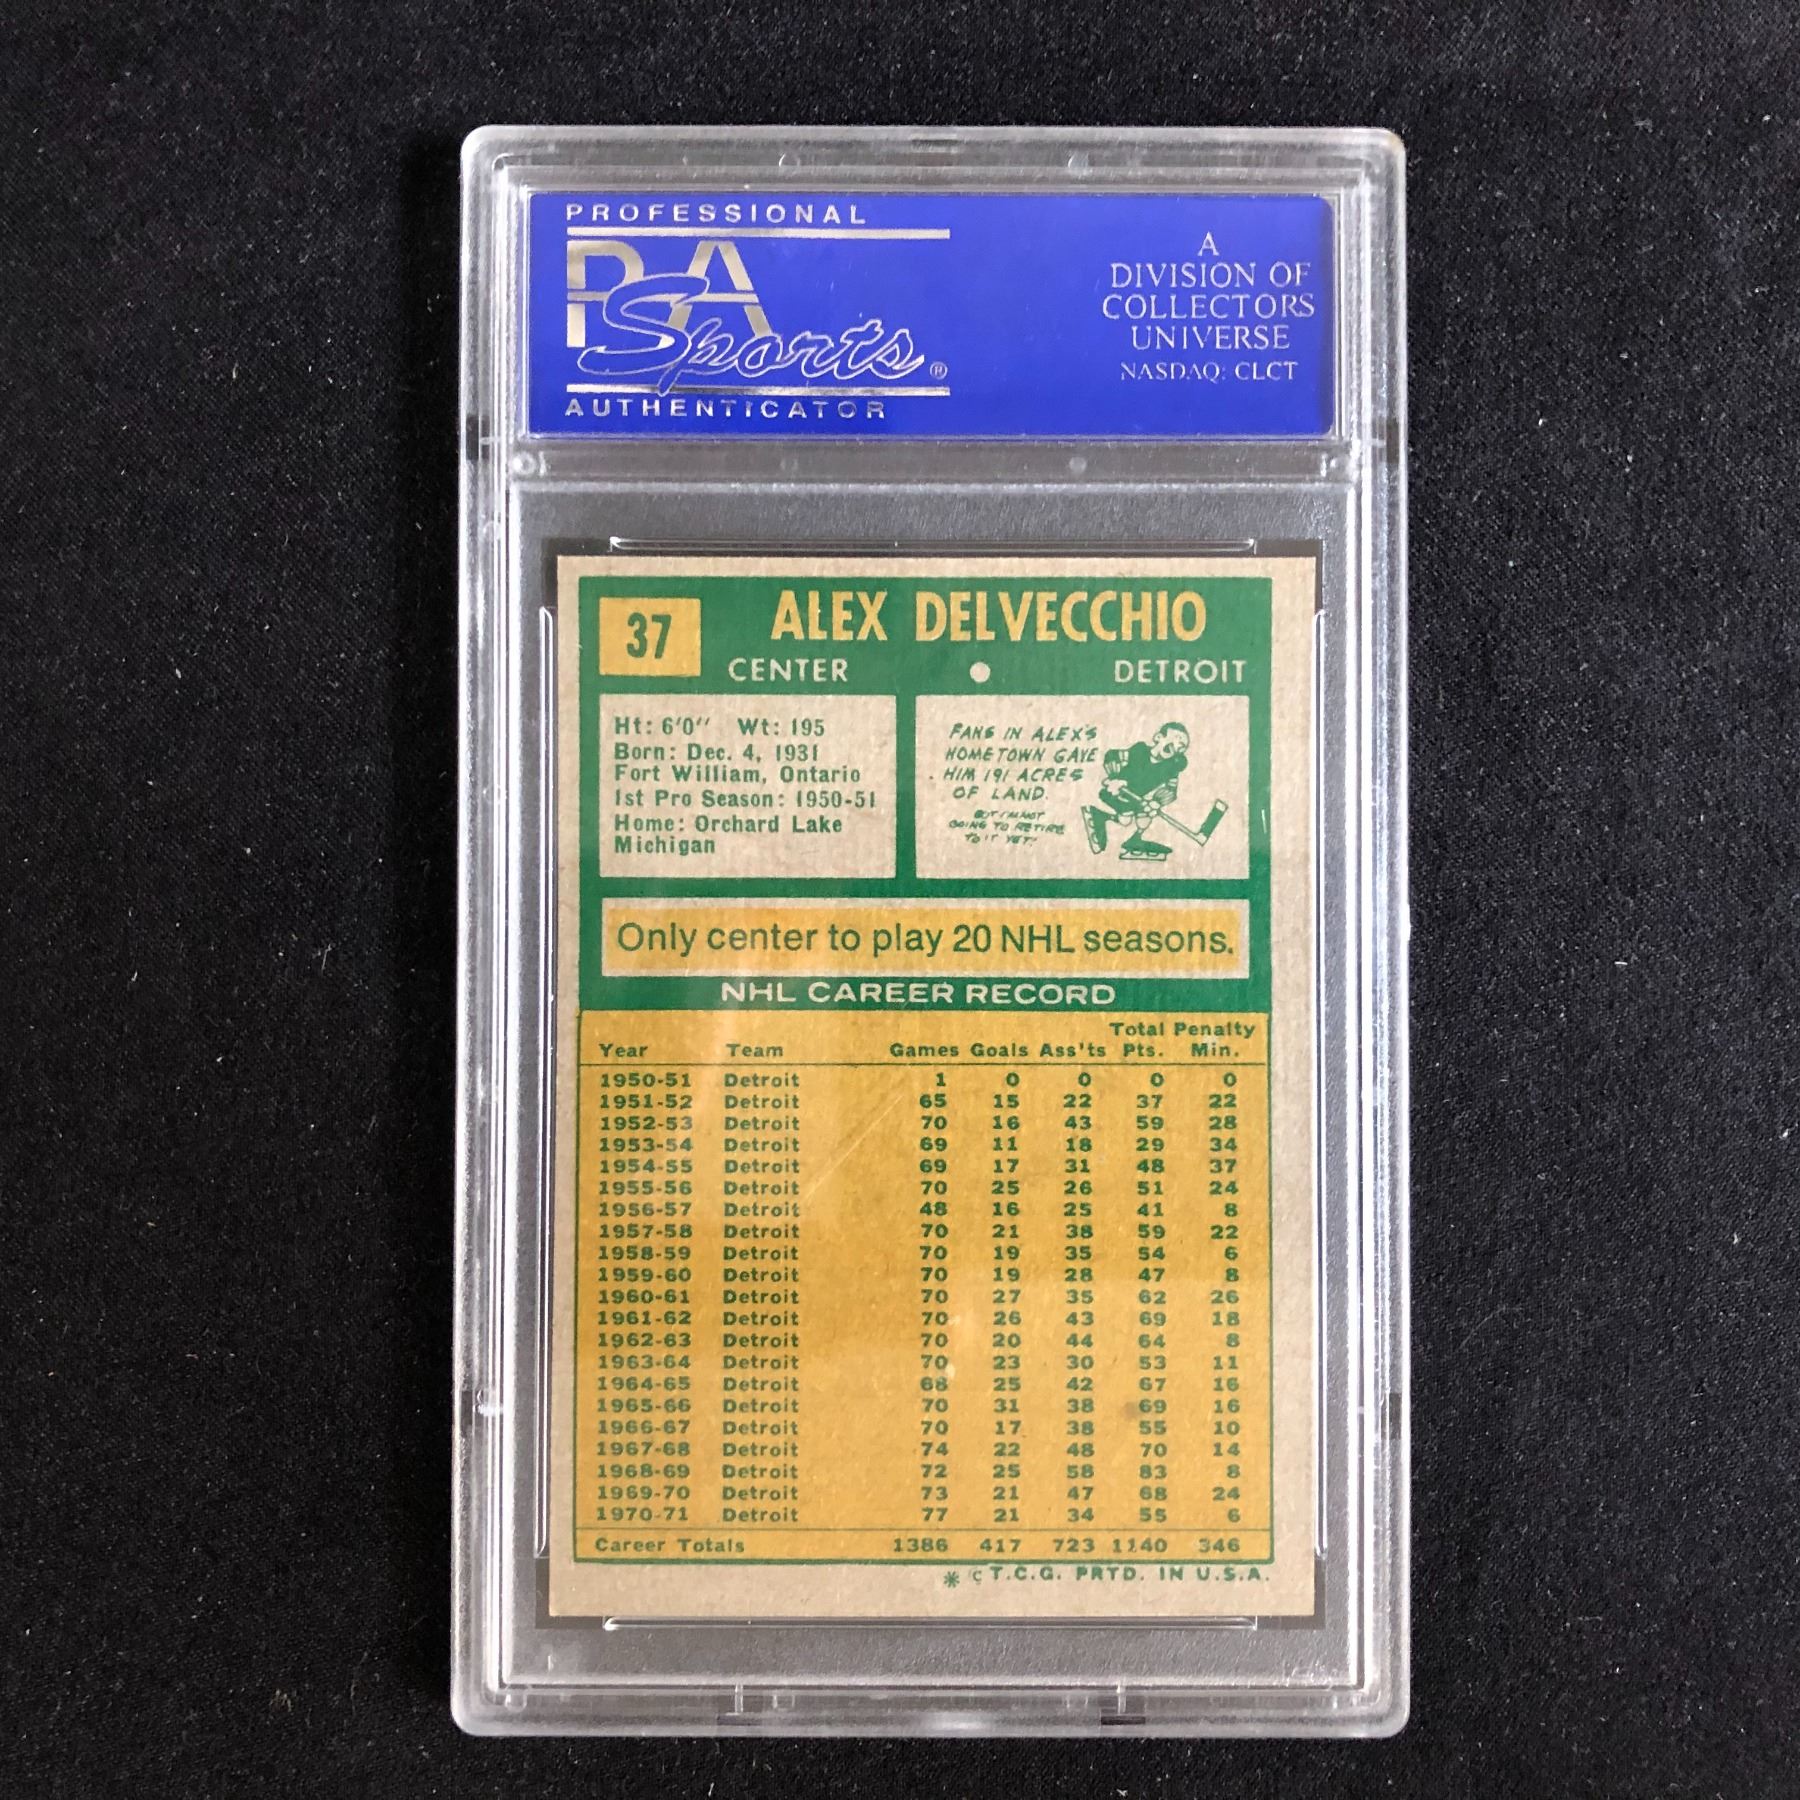 PROFESSIONAL
PSA
Sports®
AUTHENTICATOR
A
DIVISION OF
COLLECTORS
UNIVERSE
NASDAQ: CLCT
37
ALEX DELVECCHIO
CENTER • DETROIT
Ht: 6'0'' Wt: 195
Born: Dec. 4, 1931
Fort William, Ontario
1st Pro Season: 1950-51
Home: Orchard Lake
Michigan
FANS IN ALEX'S
HOMETOWN GAVE
HIM 191 ACRES
OF LAND.
BUT I'M NOT
GOING TO RETIRE
TO IT YET!
Only center to play 20 NHL seasons.
NHL CAREER RECORD
Total Penalty
Year Team Games Goals Ass'ts Pts. Min.
1950-51 Detroit 1 0 0 0 0
1951-52 Detroit 65 15 22 37 22
1952-53 Detroit 70 16 43 59 28
1953-54 Detroit 69 11 18 29 34
1954-55 Detroit 69 17 31 48 37
1955-56 Detroit 70 25 26 51 24
1956-57 Detroit 48 16 25 41 8
1957-58 Detroit 70 21 38 59 22
1958-59 Detroit 70 19 35 54 6
1959-60 Detroit 70 19 28 47 8
1960-61 Detroit 70 27 35 62 26
1961-62 Detroit 70 26 43 69 18
1962-63 Detroit 70 20 44 64 8
1963-64 Detroit 70 23 30 53 11
1964-65 Detroit 68 25 42 67 16
1965-66 Detroit 70 31 38 69 16
1966-67 Detroit 70 17 38 55 10
1967-68 Detroit 74 22 48 70 14
1968-69 Detroit 72 25 58 83 8
1969-70 Detroit 73 21 47 68 24
1970-71 Detroit 77 21 34 55 6
Career Totals 1386 417 723 1140 346
* © T.C.G. PRTD. IN U.S.A.